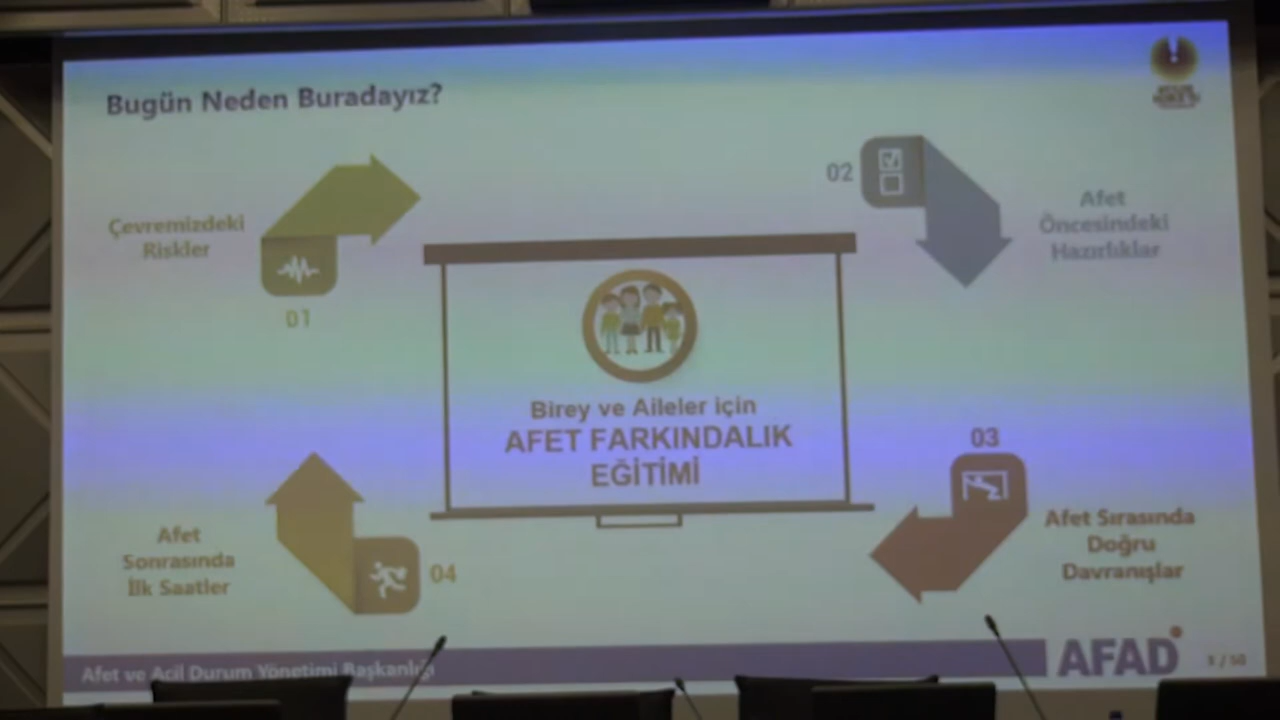 Bugün Neden Buradayız?
Çevremizdeki
Riskler
01
02
Afet
Öncesindeki
Hazırlıklar
Birey ve Aileler için
AFET FARKINDALIK
EĞİTİMİ
03
Afet Sırasında
Doğru
Davranışlar
Afet
Sonrasında
İlk Saatler
04
Afet ve Acil Durum Yönetimi Başkanlığı
AFAD